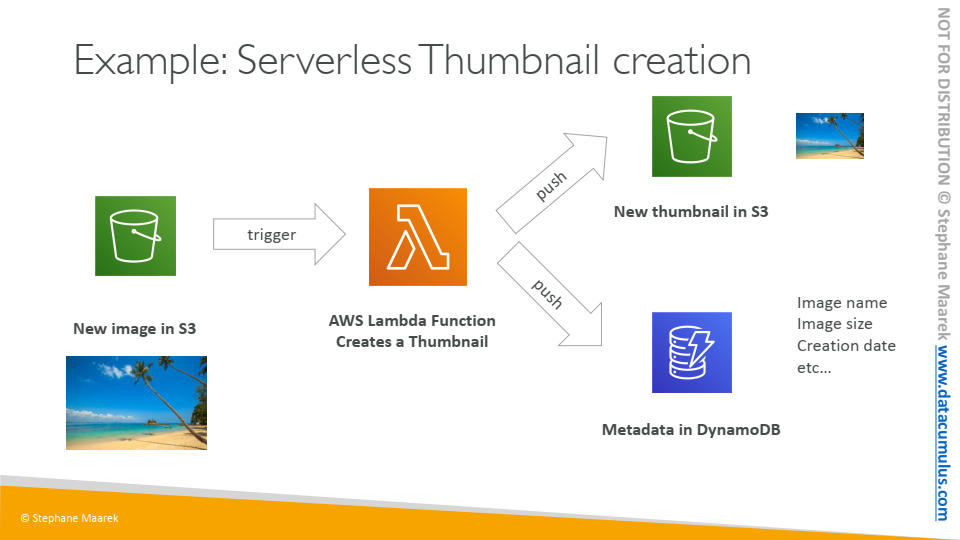 Example: Serverless Thumbnail creation
trigger
push
push
New image in S3
AWS Lambda Function
Creates a Thumbnail
New thumbnail in S3
Image name
Image size
Creation date
etc...
Metadata in DynamoDB
© Stephane Maarek
NOT FOR DISTRIBUTION © Stephane Maarek www.datacumulus.com